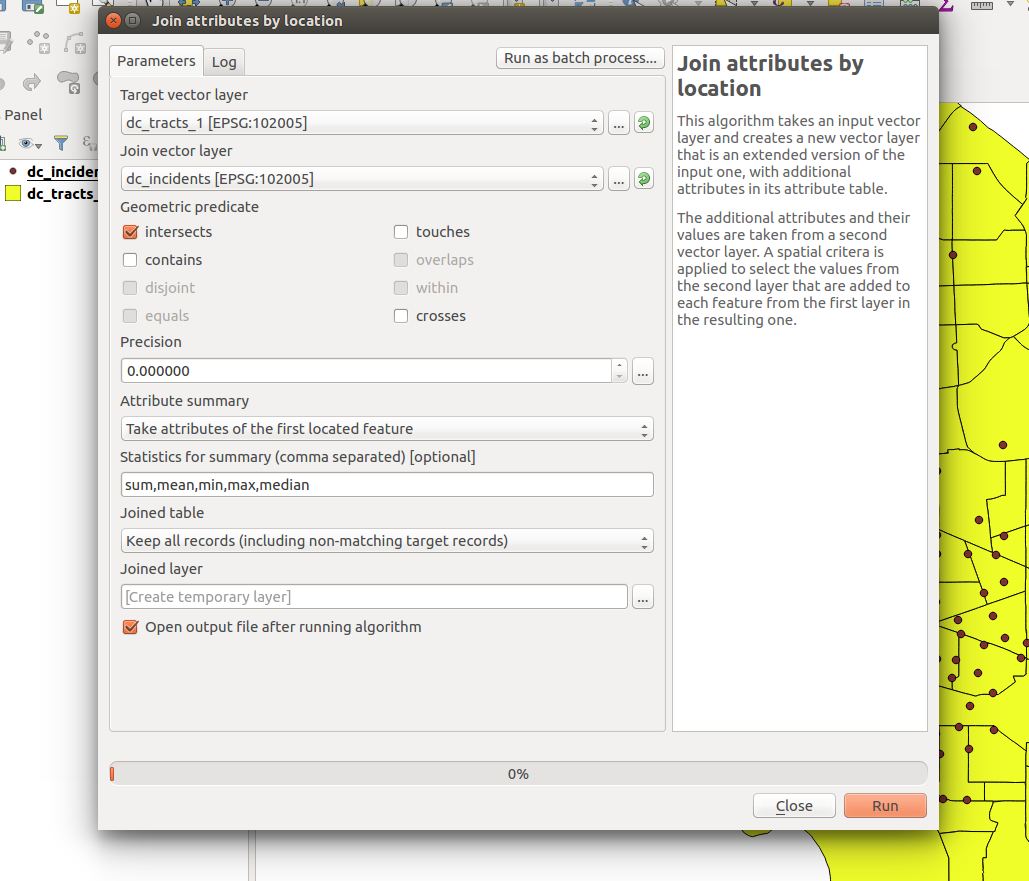 Join attributes by location
Parameters
Log
Run as batch process...
Target vector layer
dc_tracts_1 [EPSG:102005]
...
Join vector layer
dc_incidents [EPSG:102005]
...
Geometric predicate
intersects
touches
contains
overlaps
disjoint
within
equals
crosses
Precision
0.000000
...
Attribute summary
Take attributes of the first located feature
Statistics for summary (comma separated) [optional]
sum,mean,min,max,median
Joined table
Keep all records (including non-matching target records)
Joined layer
[Create temporary layer]
...
Open output file after running algorithm
Join attributes by
location
This algorithm takes an input vector
layer and creates a new vector layer
that is an extended version of the
input one, with additional
attributes in its attribute table.
The additional attributes and their
values are taken from a second
vector layer. A spatial critera is
applied to select the values from
the second layer that are added to
each feature from the first layer in
the resulting one.
0%
Close
Run
Panel
dc_inciden
dc_tracts_